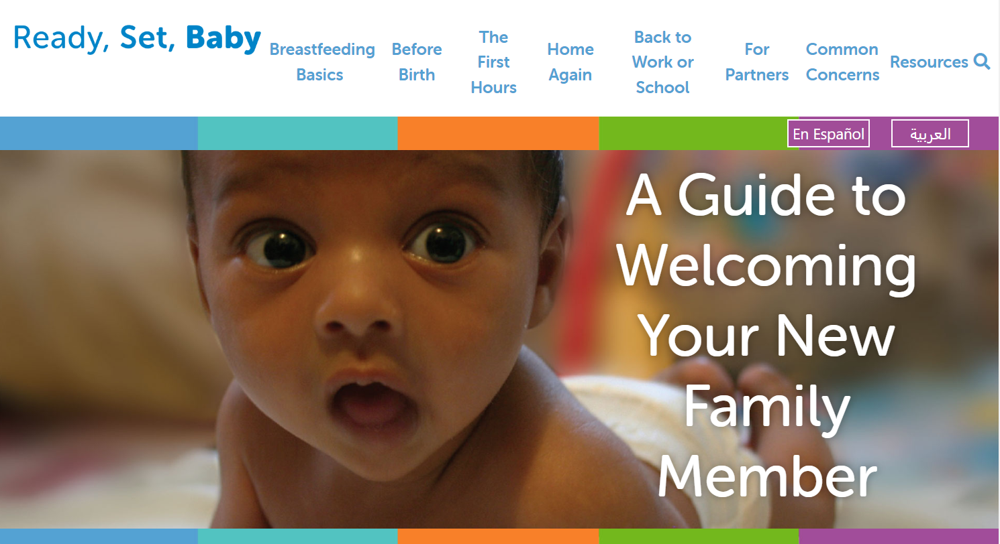 Ready, Set, Baby
Breastfeeding
Basics
Before
Birth
The
First
Hours
Home
Again
Back to
Work or
School
For
Partners
Common
Concerns
Resources
En Español
العربية
A Guide to
Welcoming
Your New
Family
Member